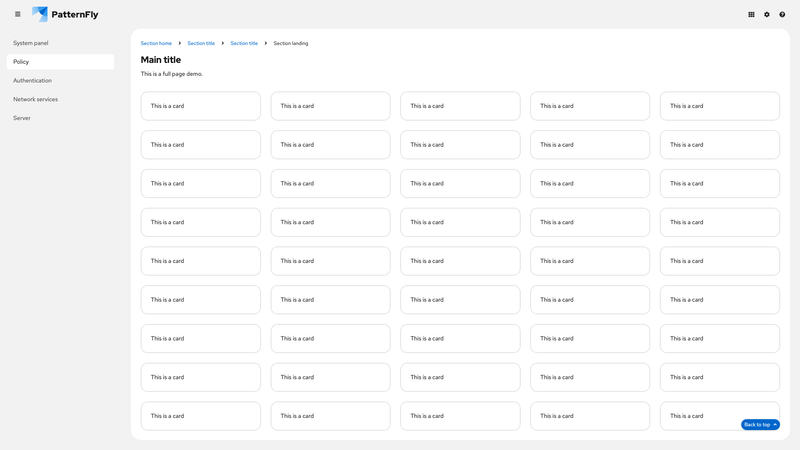 PatternFly
System panel
Policy
Authentication
Network services
Server
Section home Section title Section title Section landing
Main title
This is a full page demo.
This is a card This is a card This is a card This is a card This is a card
This is a card This is a card This is a card This is a card This is a card
This is a card This is a card This is a card This is a card This is a card
This is a card This is a card This is a card This is a card This is a card
This is a card This is a card This is a card This is a card This is a card
This is a card This is a card This is a card This is a card This is a card
This is a card This is a card This is a card This is a card This is a card
This is a card This is a card This is a card This is a card This is a card
This is a card This is a card This is a card This is a card This is a card
Back to top